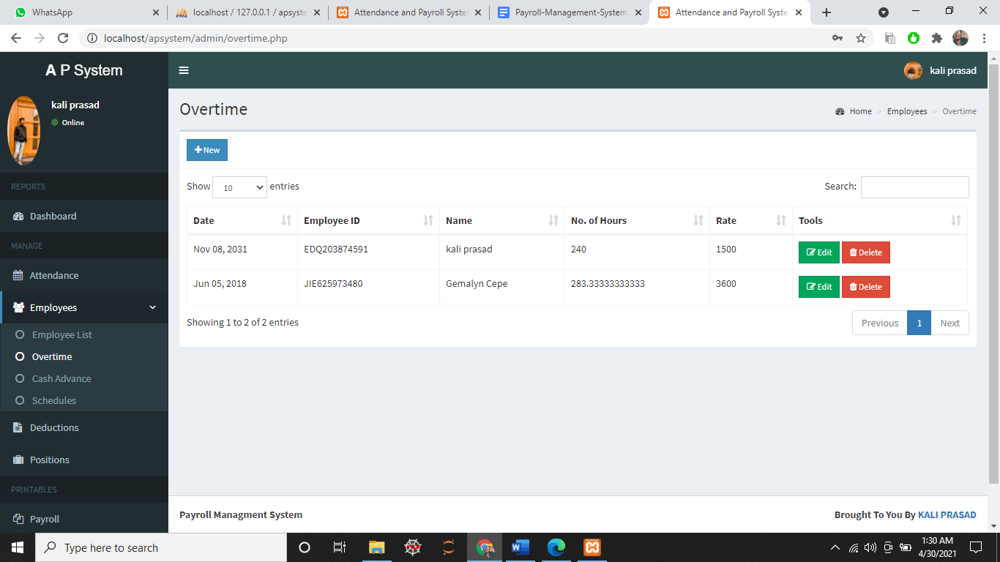 WhatsApp
localhost / 127.0.0.1 / apsyste
Attendance and Payroll Syste
Payroll-Management-System
Attendance and Payroll Syste
localhost/apsystem/admin/overtime.php
A P System
kali prasad
kali prasad
Online
Overtime
Home > Employees > Overtime
New
REPORTS
Show 10 entries
Search:
Dashboard
Date Employee ID Name No. of Hours Rate Tools
MANAGE
Nov 08, 2031 EDQ203874591 kali prasad 240 1500 Edit Delete
Attendance
Jun 05, 2018 JIE625973480 Gemalyn Cepe 283.33333333333 3600 Edit Delete
Employees
Showing 1 to 2 of 2 entries
Previous 1 Next
Employee List
Overtime
Cash Advance
Schedules
Deductions
Positions
PRINTABLES
Payroll
Payroll Managment System
Brought To You By KALI PRASAD
Type here to search
1:30 AM
4/30/2021